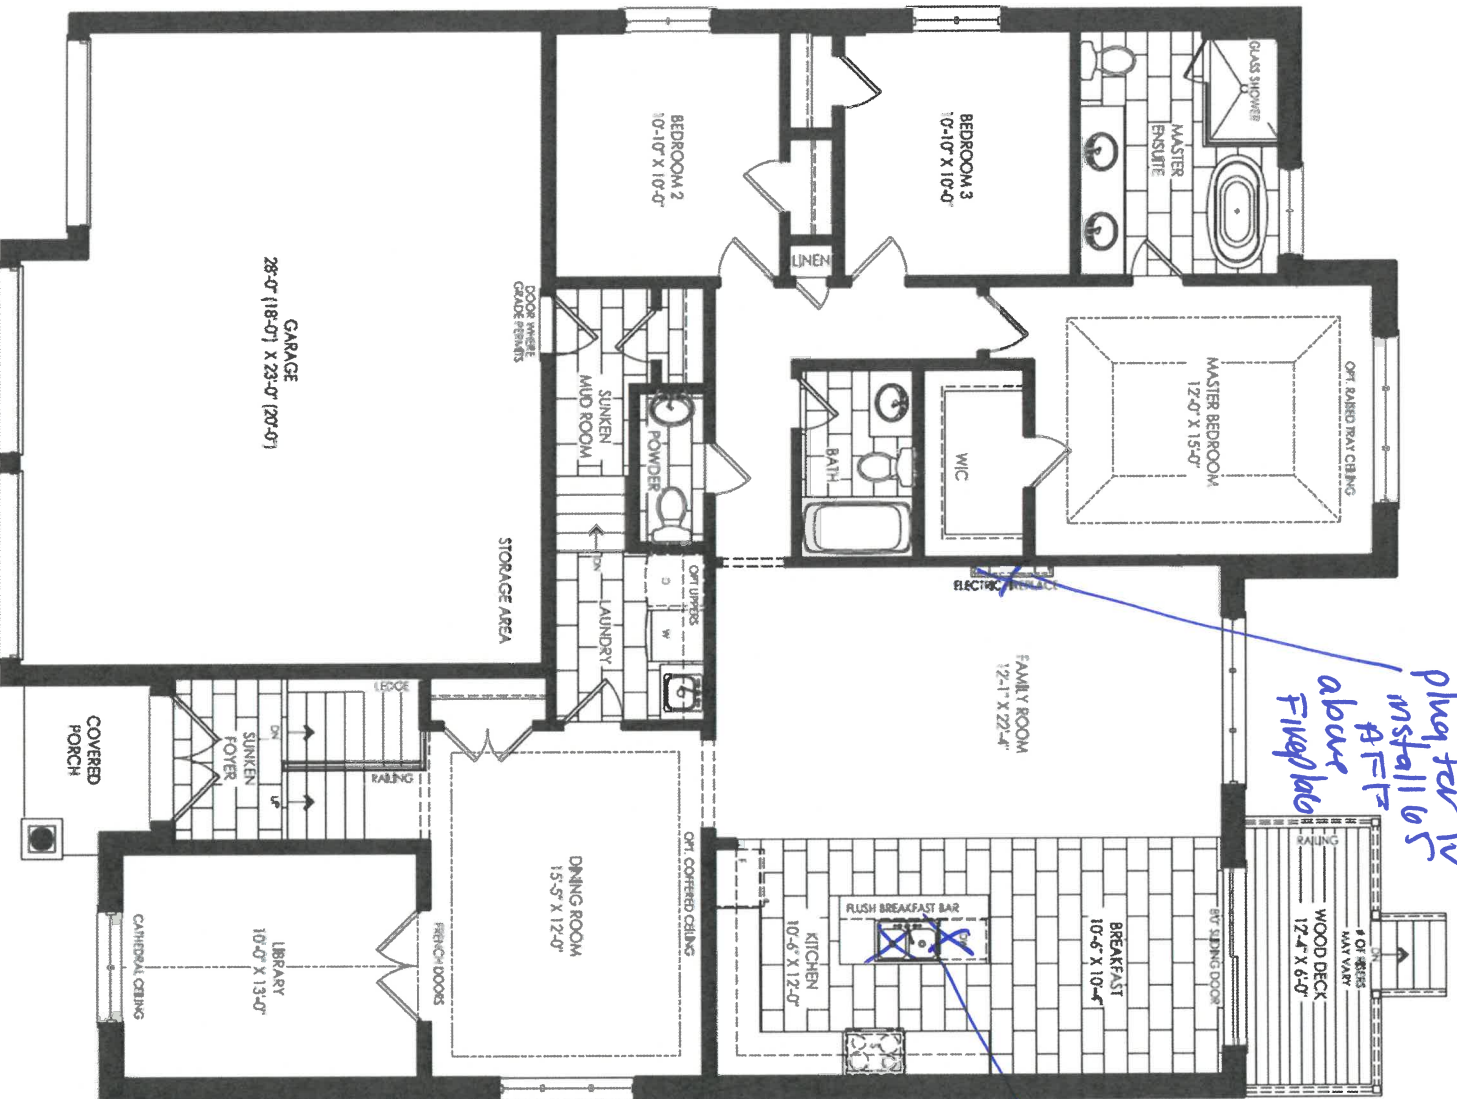 GLASS SHOWER
MASTER
ENSUITE
BEDROOM 3
10'-10" X 10'-0"
BEDROOM 2
10'-10" X 10'-0"
LINEN
OPT. RAISED TRAY CEILING
MASTER BEDROOM
12'-0" X 15'-0"
WIC
BATH
DOOR WHERE
GRADE PERMITS
GARAGE
28'-0" (18'-0") X 23'-0" (20'-0")
SUNKEN
MUD ROOM
POWDER
STORAGE AREA
DN
LAUNDRY
OPT UPPERS
D
W
ELECTRIC FIREPLACE
FAMILY ROOM
12'-1" X 22'-4"
plug for TV
install 65
AFF
above
Fireplace
COVERED
PORCH
SUNKEN
FOYER
LEDGE
DN
UP
RAILING
DINING ROOM
15'-5" X 12'-0"
OPT. COFFERED CEILING
FRENCH DOORS
LIBRARY
10'-0" X 13'-0"
CATHEDRAL CEILING
F
FLUSH BREAKFAST BAR
KITCHEN
10'-6" X 12'-0"
BREAKFAST
10'-6" X 10'-4"
8'0" SLIDING DOOR
RAILING
WOOD DECK
12'-4" X 6'-0"
# OF RISERS
MAY VARY
DN